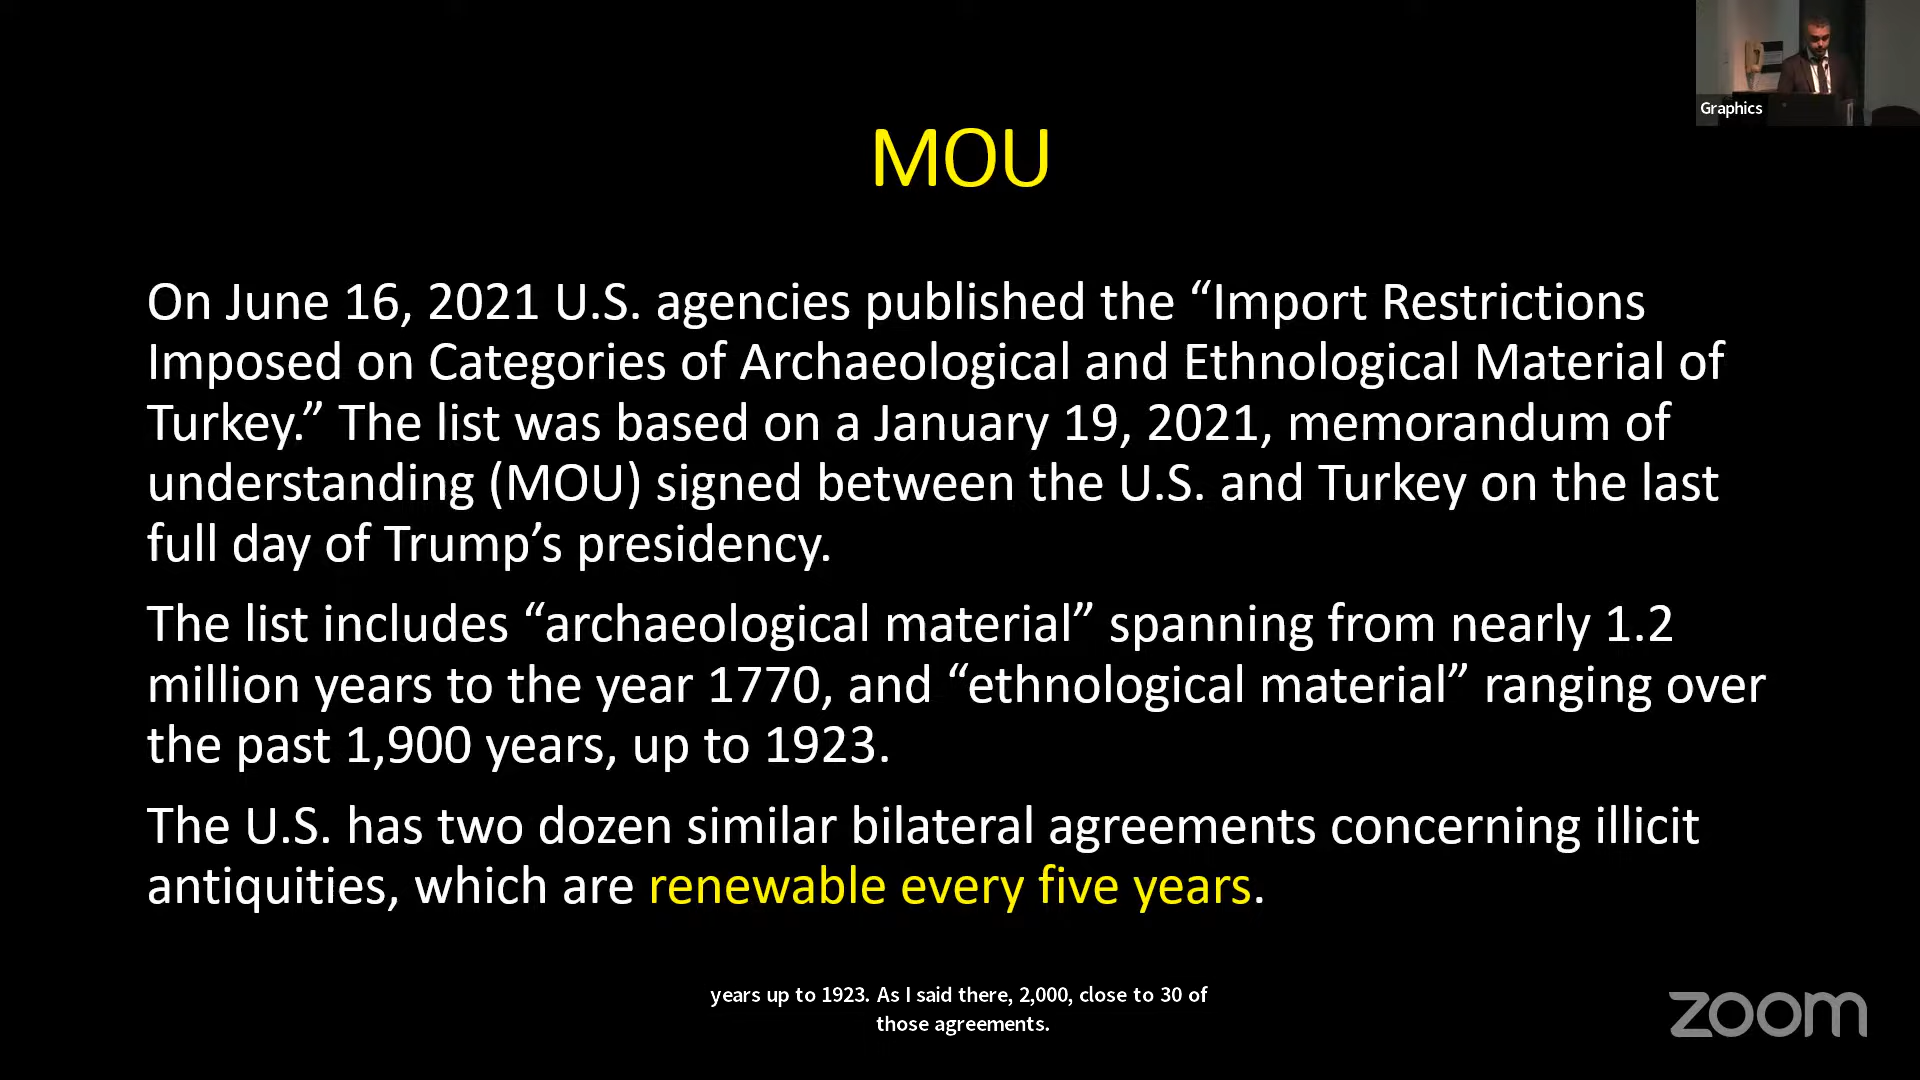 Graphics
MOU
On June 16, 2021 U.S. agencies published the “Import Restrictions
Imposed on Categories of Archaeological and Ethnological Material of
Turkey.” The list was based on a January 19, 2021, memorandum of
understanding (MOU) signed between the U.S. and Turkey on the last
full day of Trump’s presidency.
The list includes “archaeological material” spanning from nearly 1.2
million years to the year 1770, and “ethnological material” ranging over
the past 1,900 years, up to 1923.
The U.S. has two dozen similar bilateral agreements concerning illicit
antiquities, which are renewable every five years.
years up to 1923. As I said there, 2,000, close to 30 of
those agreements.
zoom